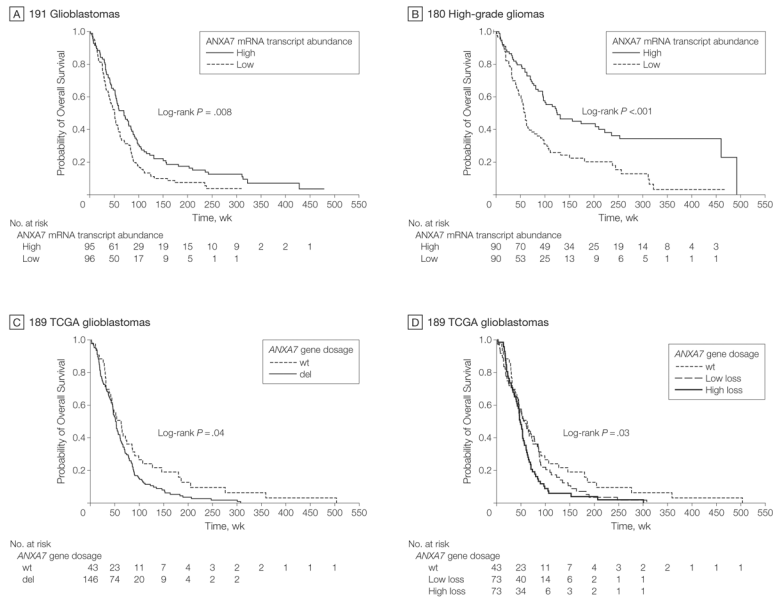 A 191 Glioblastomas
ANXA7 mRNA transcript abundance
High
Low
Log-rank P = .008
Probability of Overall Survival
1.0
0.8
0.6
0.4
0.2
0 50 100 150 200 250 300 350 400 450 500 550
Time, wk
No. at risk
ANXA7 mRNA transcript abundance
High 95 61 29 19 15 10 9 2 2 1
Low 96 50 17 9 5 1 1
B 180 High-grade gliomas
ANXA7 mRNA transcript abundance
High
Low
Log-rank P <.001
Probability of Overall Survival
1.0
0.8
0.6
0.4
0.2
0 50 100 150 200 250 300 350 400 450 500 550
Time, wk
No. at risk
ANXA7 mRNA transcript abundance
High 90 70 49 34 25 19 14 8 4 3
Low 90 53 25 13 9 6 5 1 1 1
C 189 TCGA glioblastomas
ANXA7 gene dosage
wt
del
Log-rank P = .04
Probability of Overall Survival
1.0
0.8
0.6
0.4
0.2
0 50 100 150 200 250 300 350 400 450 500 550
Time, wk
No. at risk
ANXA7 gene dosage
wt 43 23 11 7 4 3 2 2 1 1 1
del 146 74 20 9 4 2 2
D 189 TCGA glioblastomas
ANXA7 gene dosage
wt
Low loss
High loss
Log-rank P = .03
Probability of Overall Survival
1.0
0.8
0.6
0.4
0.2
0 50 100 150 200 250 300 350 400 450 500 550
Time, wk
No. at risk
ANXA7 gene dosage
wt 43 23 11 7 4 3 2 2 1 1 1
Low loss 73 40 14 6 2 1 1
High loss 73 34 6 3 2 1 1